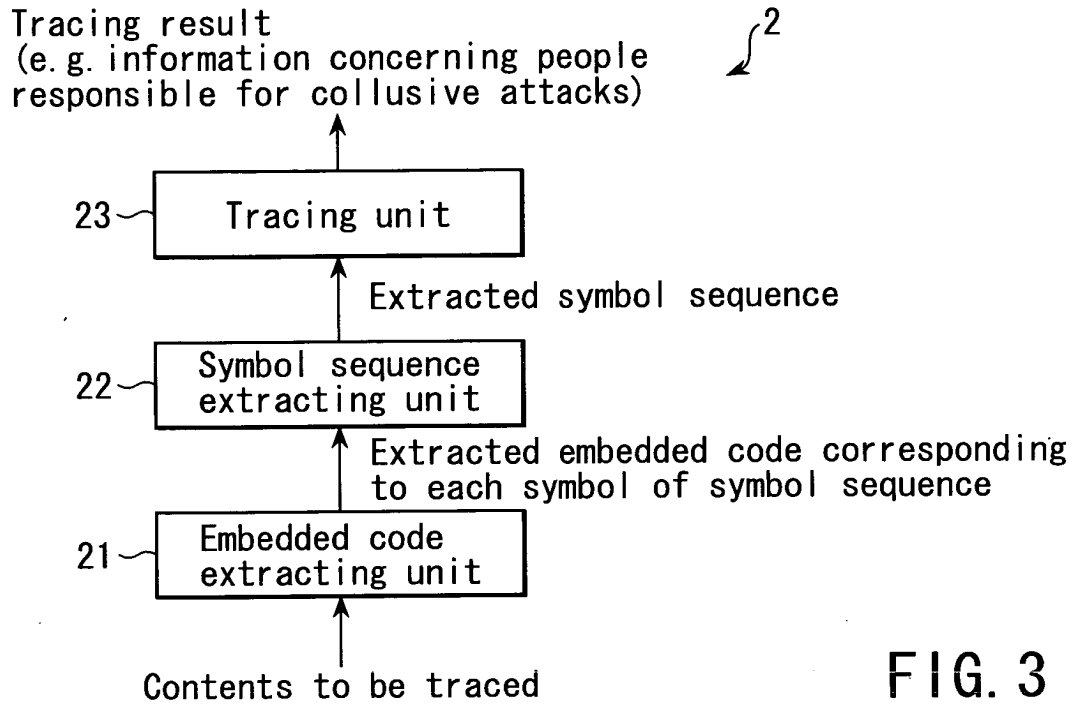 Tracing result
(e.g. information concerning people
responsible for collusive attacks)
2
23
Tracing unit
Extracted symbol sequence
22
Symbol sequence
extracting unit
Extracted embedded code corresponding
to each symbol of symbol sequence
21
Embedded code
extracting unit
Contents to be traced
FIG. 3